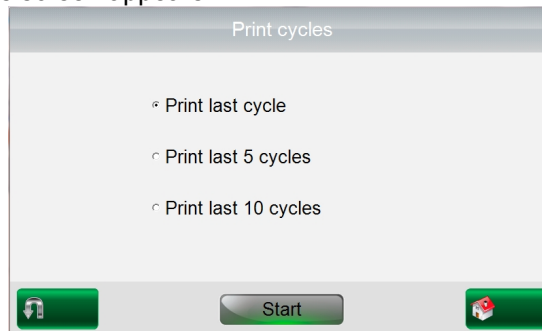 Print cycles
Print last cycle
Print last 5 cycles
Print last 10 cycles
Start